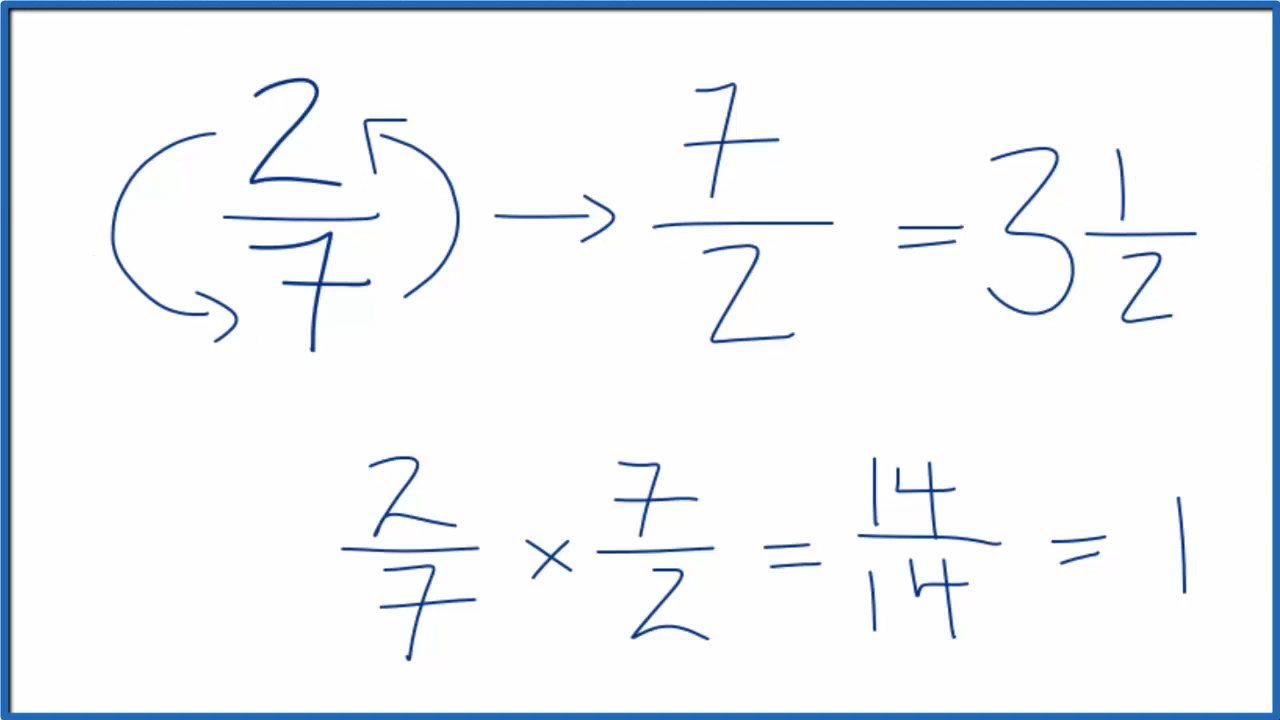 2/7 → 7/2 = 3 1/2
2/7 × 7/2 = 14/14 = 1